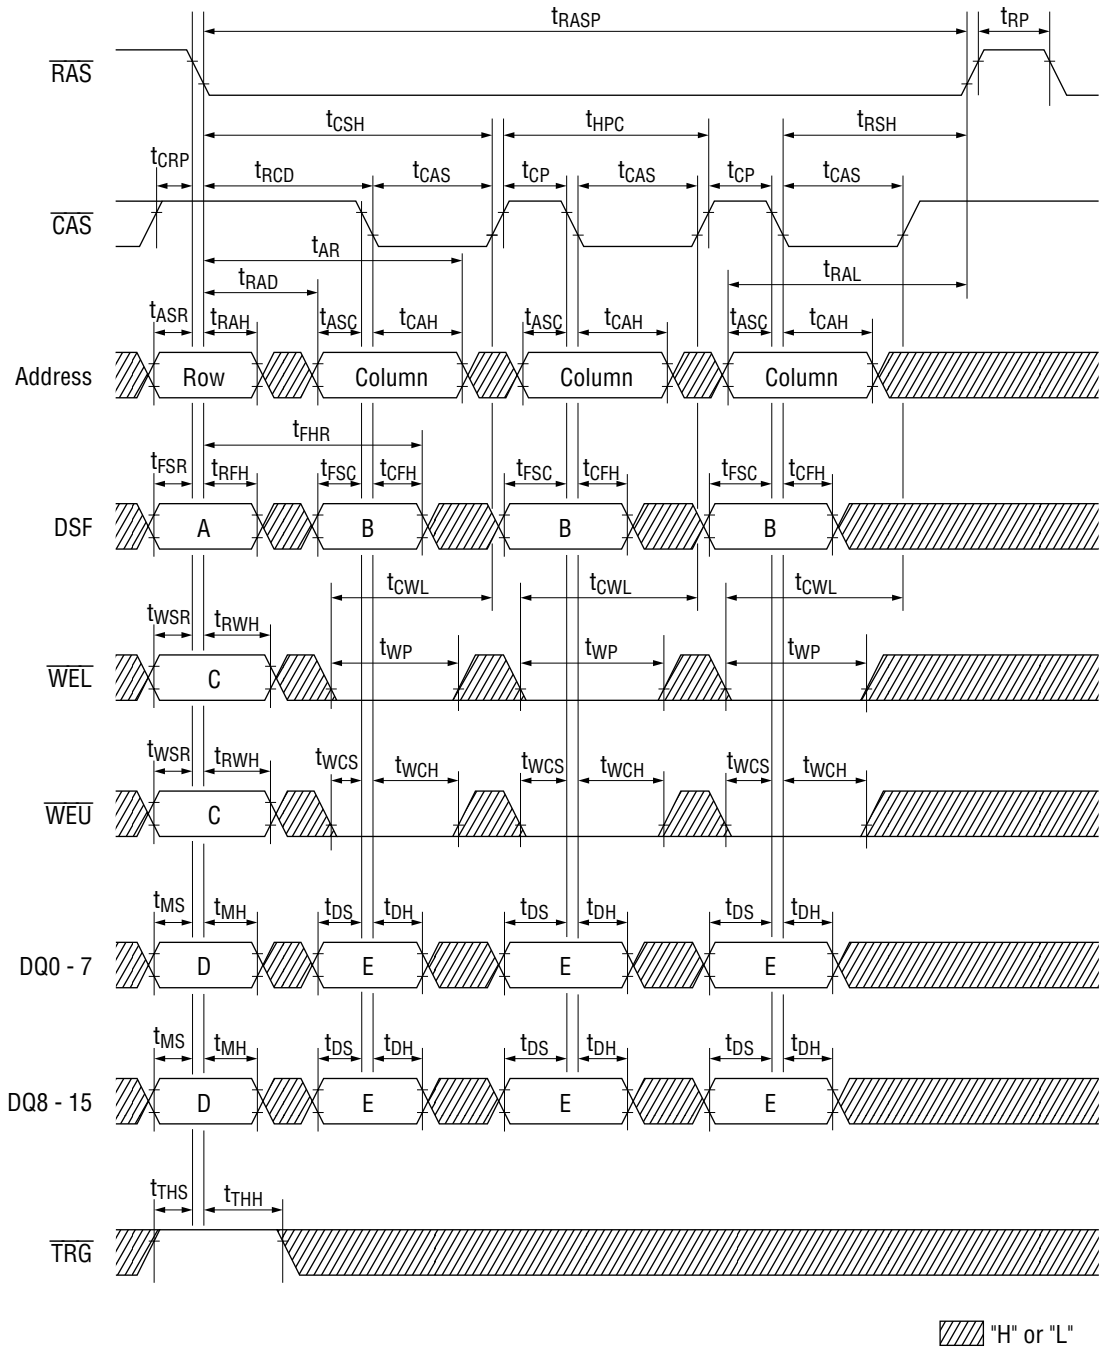 tRASP tRP
RAS
tCSH tHPC tRSH
tCRP tRCD tCAS tCP tCAS tCP tCAS
CAS
tAR
tRAD tRAL
tASR tRAH tASC tCAH tASC tCAH tASC tCAH
Address Row Column Column Column
tFHR
tFSR tRFH tFSC tCFH tFSC tCFH tFSC tCFH
DSF A B B B
tCWL tCWL tCWL
tWSR tRWH tWP tWP tWP
WEL C
tWSR tRWH tWCS tWCH tWCS tWCH tWCS tWCH
WEU C
tMS tMH tDS tDH tDS tDH tDS tDH
DQ0 - 7 D E E E
tMS tMH tDS tDH tDS tDH tDS tDH
DQ8 - 15 D E E E
tTHS tTHH
TRG
"H" or "L"